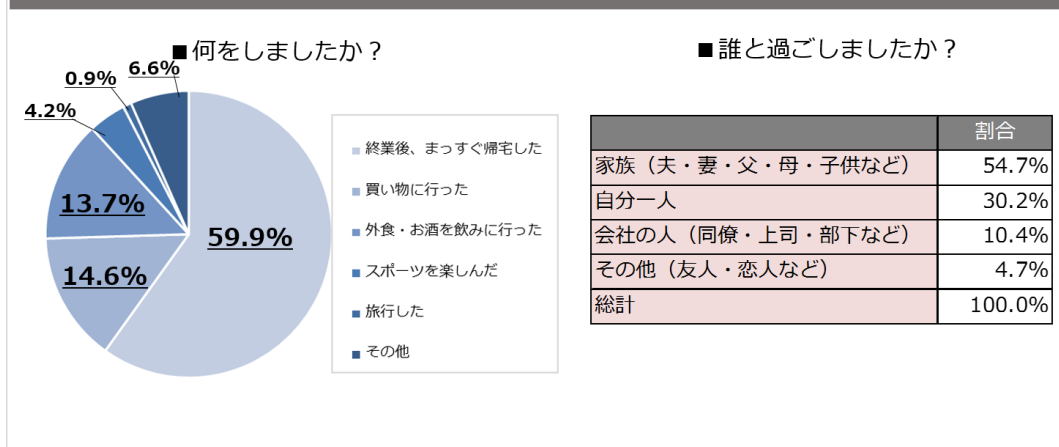 ■何をしましたか？
6.6%
0.9%
4.2%
13.7%
14.6%
59.9%
■終業後、まっすぐ帰宅した
■買い物に行った
■外食・お酒を飲みに行った
■スポーツを楽しんだ
■旅行した
■その他
■誰と過ごしましたか？
割合
家族（夫・妻・父・母・子供など） 54.7%
自分一人 30.2%
会社の人（同僚・上司・部下など） 10.4%
その他（友人・恋人など） 4.7%
総計 100.0%